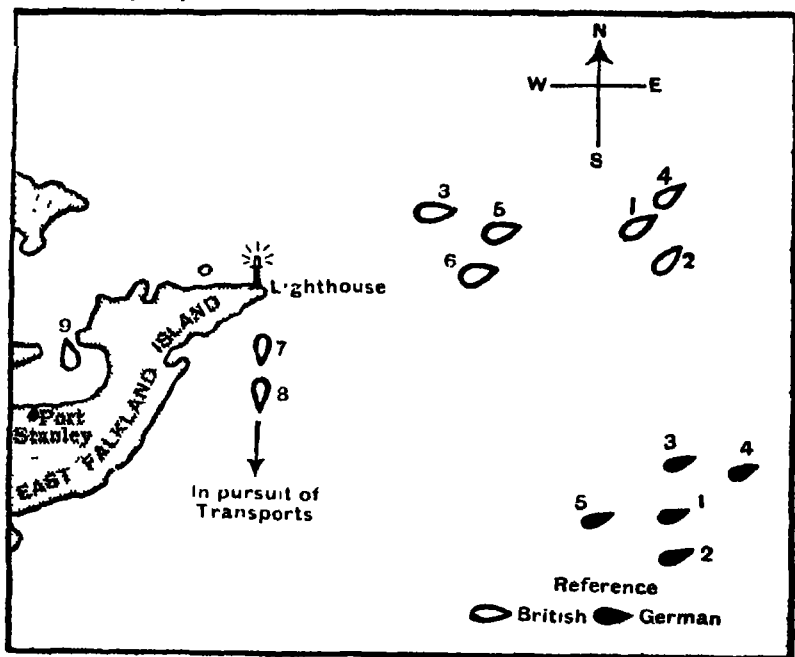 N
W E
S
4
3
1
5
2
6
Lighthouse
9
7
8
Port
Stanley
EAST FALKLAND ISLAND
In pursuit of
Transports
3
4
5
1
2
Reference
British German